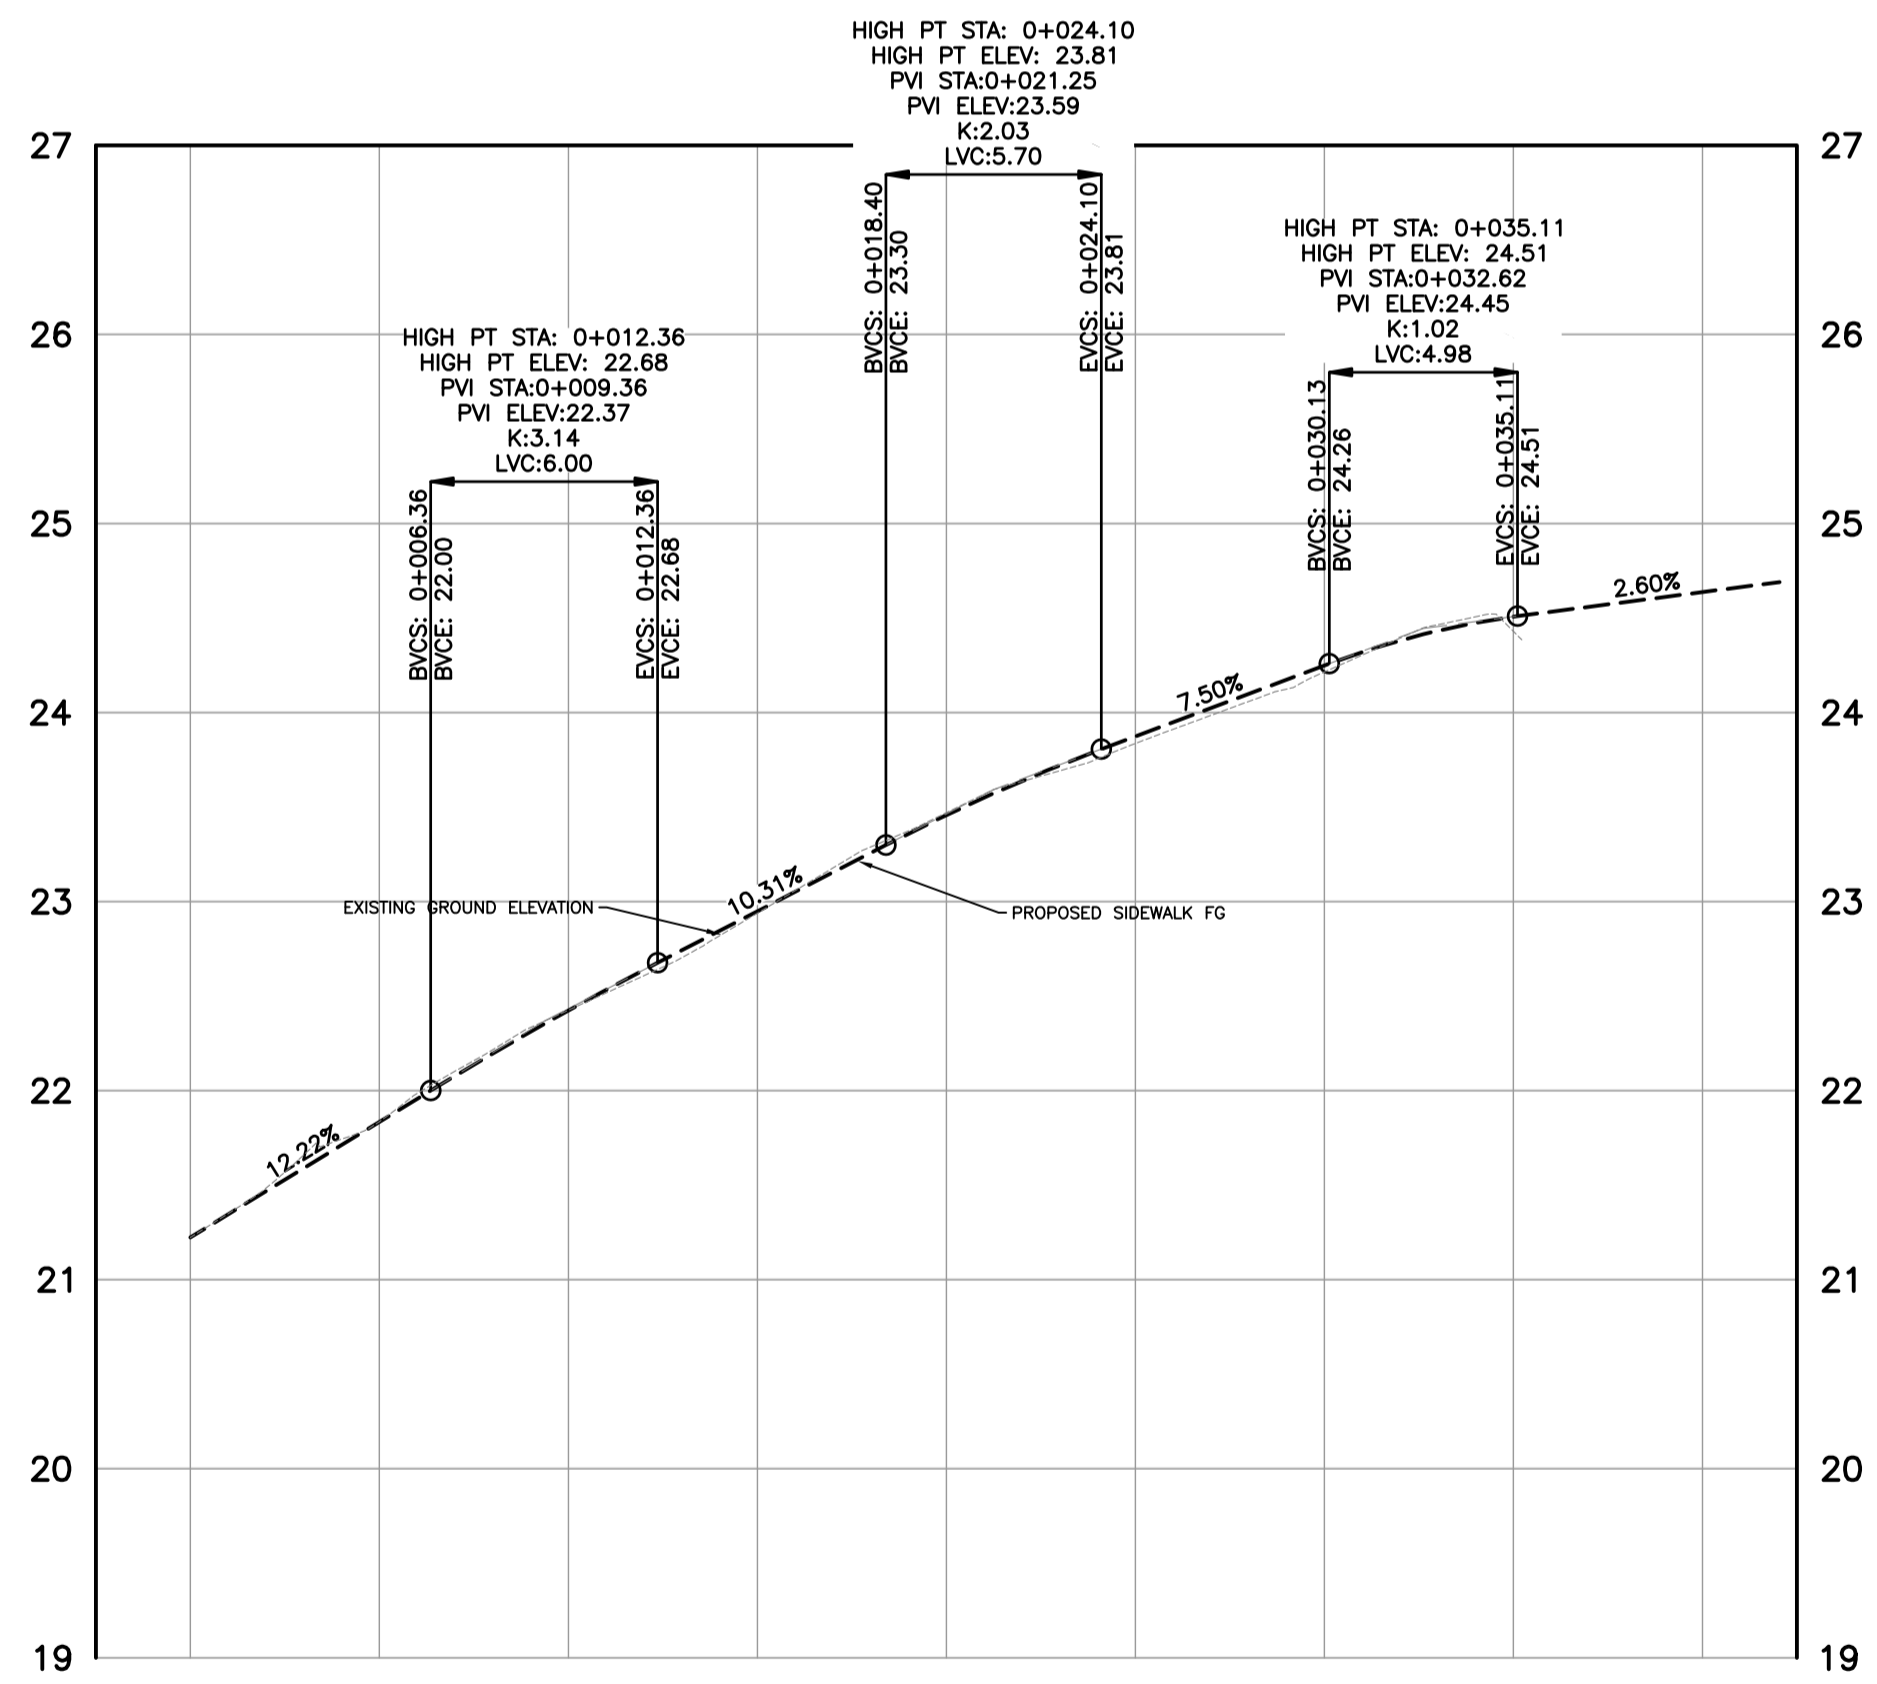 HIGH PT STA: 0+024.10
HIGH PT ELEV: 23.81
PVI STA:0+021.25
PVI ELEV:23.59
K:2.03
LVC:5.70
BVCS: 0+018.40
BVCE: 23.30
EVCS: 0+024.10
EVCE: 23.81
HIGH PT STA: 0+035.11
HIGH PT ELEV: 24.51
PVI STA:0+032.62
PVI ELEV:24.45
K:1.02
LVC:4.98
BVCS: 0+030.13
BVCE: 24.26
EVCS: 0+035.11
EVCE: 24.51
HIGH PT STA: 0+012.36
HIGH PT ELEV: 22.68
PVI STA:0+009.36
PVI ELEV:22.37
K:3.14
LVC:6.00
BVCS: 0+006.36
BVCE: 22.00
EVCS: 0+012.36
EVCE: 22.68
27
26
25
24
23
22
21
20
19
27
26
25
24
23
22
21
20
19
12.22%
10.31%
7.50%
2.60%
EXISTING GROUND ELEVATION
PROPOSED SIDEWALK FG